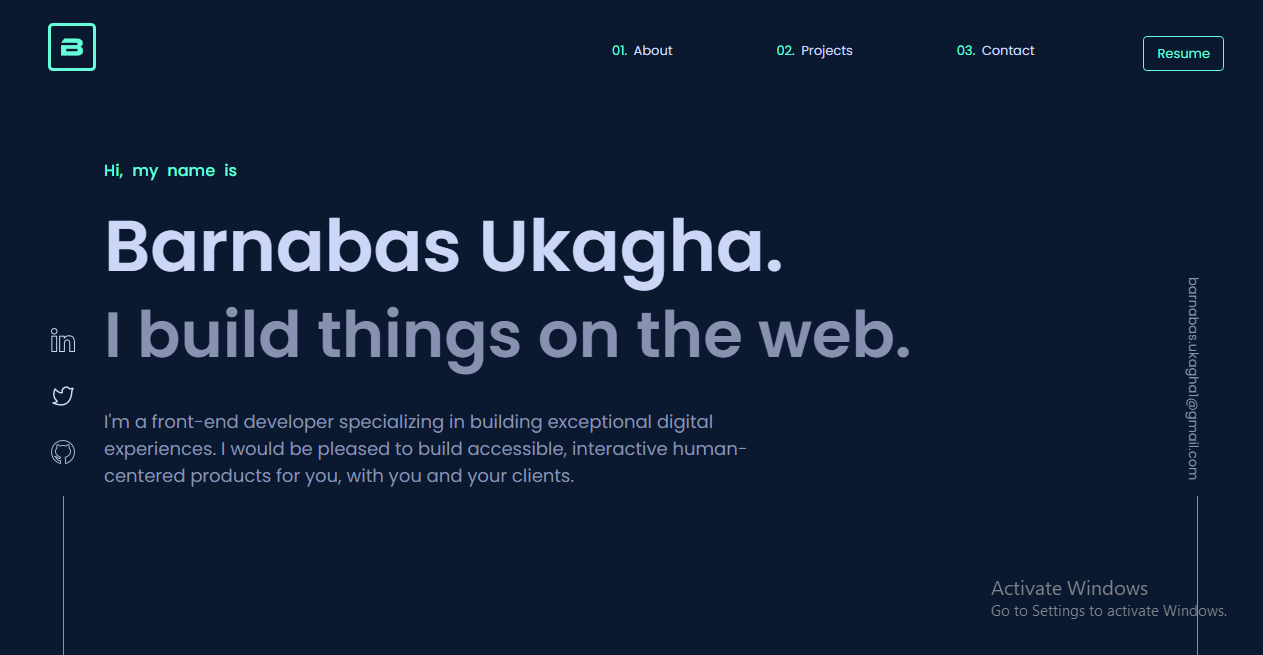 B
01. About
02. Projects
03. Contact
Resume
Hi, my name is
Barnabas Ukagha.
I build things on the web.
in
I'm a front-end developer specializing in building exceptional digital
experiences. I would be pleased to build accessible, interactive human-
centered products for you, with you and your clients.
barnabas.ukagha1@gmail.com
Activate Windows
Go to Settings to activate Windows.